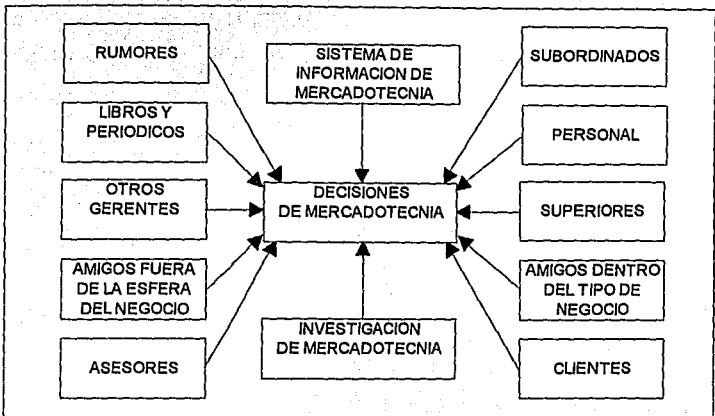 RUMORES
SISTEMA DE
INFORMACION DE
MERCADOTECNIA
SUBORDINADOS
LIBROS Y
PERIODICOS
PERSONAL
OTROS
GERENTES
DECISIONES
DE MERCADOTECNIA
SUPERIORES
AMIGOS FUERA
DE LA ESFERA
DEL NEGOCIO
AMIGOS DENTRO
DEL TIPO DE
NEGOCIO
ASESORES
INVESTIGACION
DE MERCADOTECNIA
CLIENTES